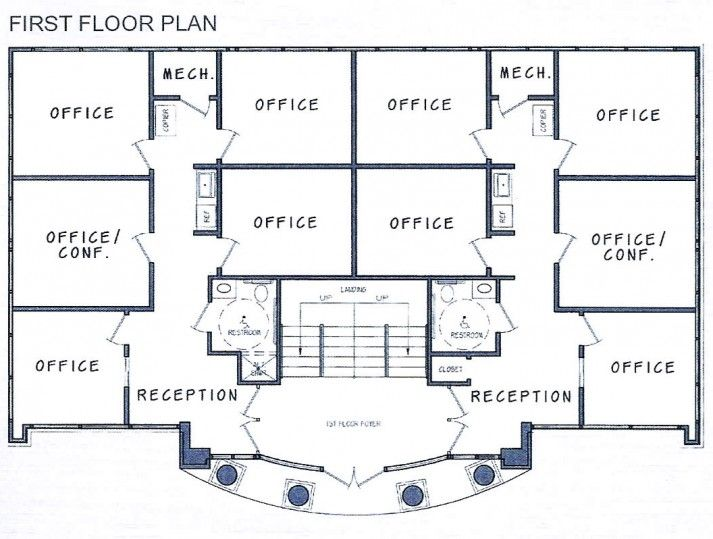 FIRST FLOOR PLAN
MECH.
MECH.
OFFICE
OFFICE
OFFICE
OFFICE
COPIER
COPIER
REF
REF
OFFICE/
CONF.
OFFICE
OFFICE
OFFICE/
CONF.
LANDING
UP
UP
RESTROOM
RESTROOM
OFFICE
CLOSET
OFFICE
RECEPTION
RECEPTION
1ST FLOOR FOYER